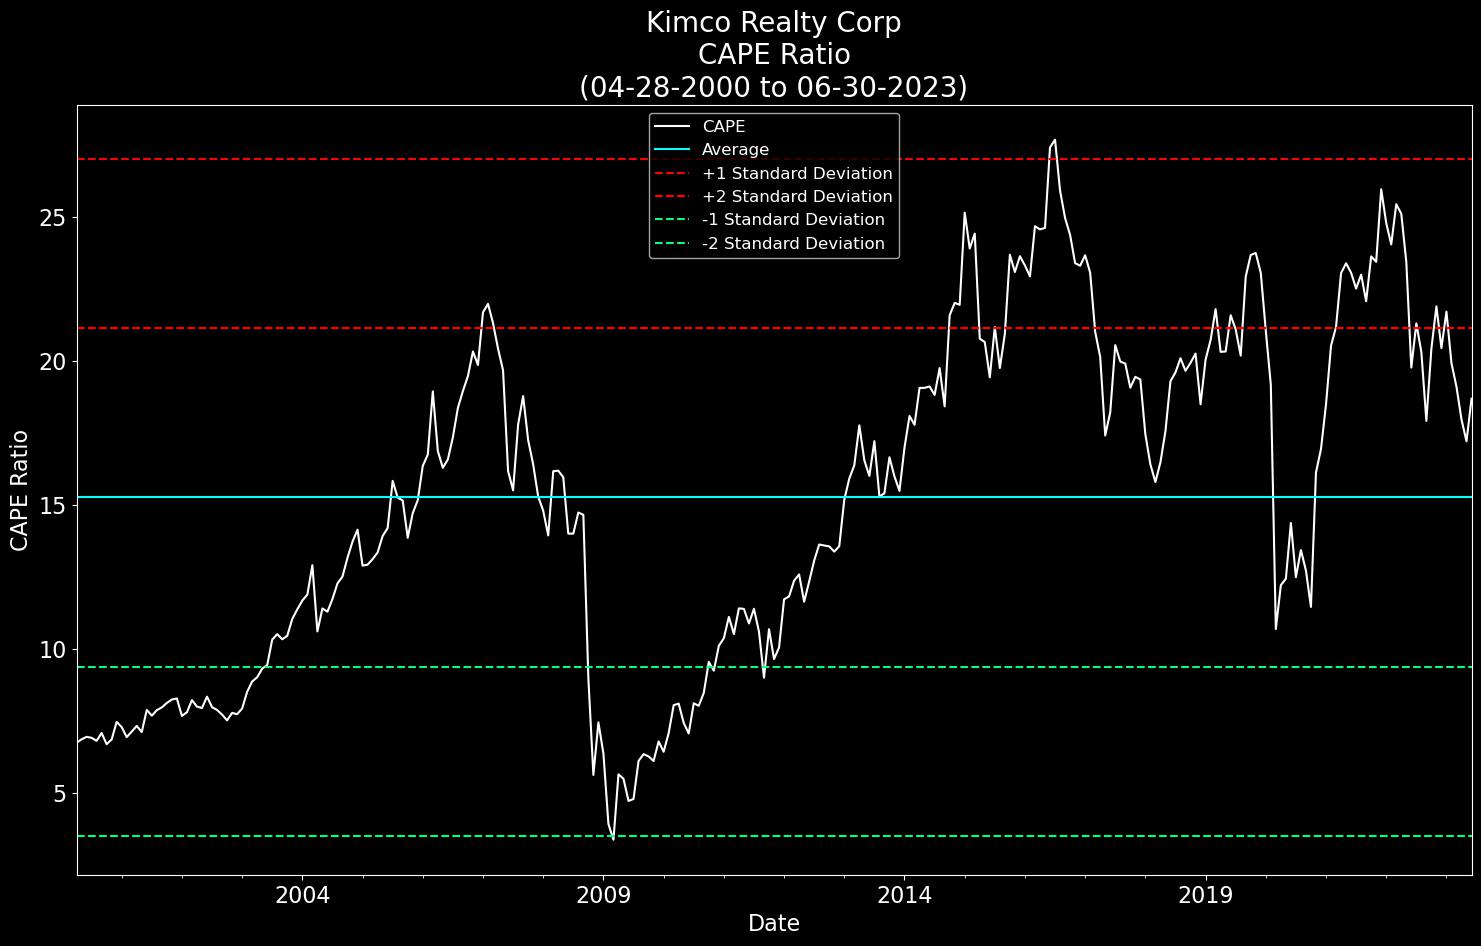 Kimco Realty Corp
CAPE Ratio
(04-28-2000 to 06-30-2023)
CAPE
Average
+1 Standard Deviation
+2 Standard Deviation
-1 Standard Deviation
-2 Standard Deviation
25
20
15
10
5
CAPE Ratio
2004 2009 2014 2019
Date